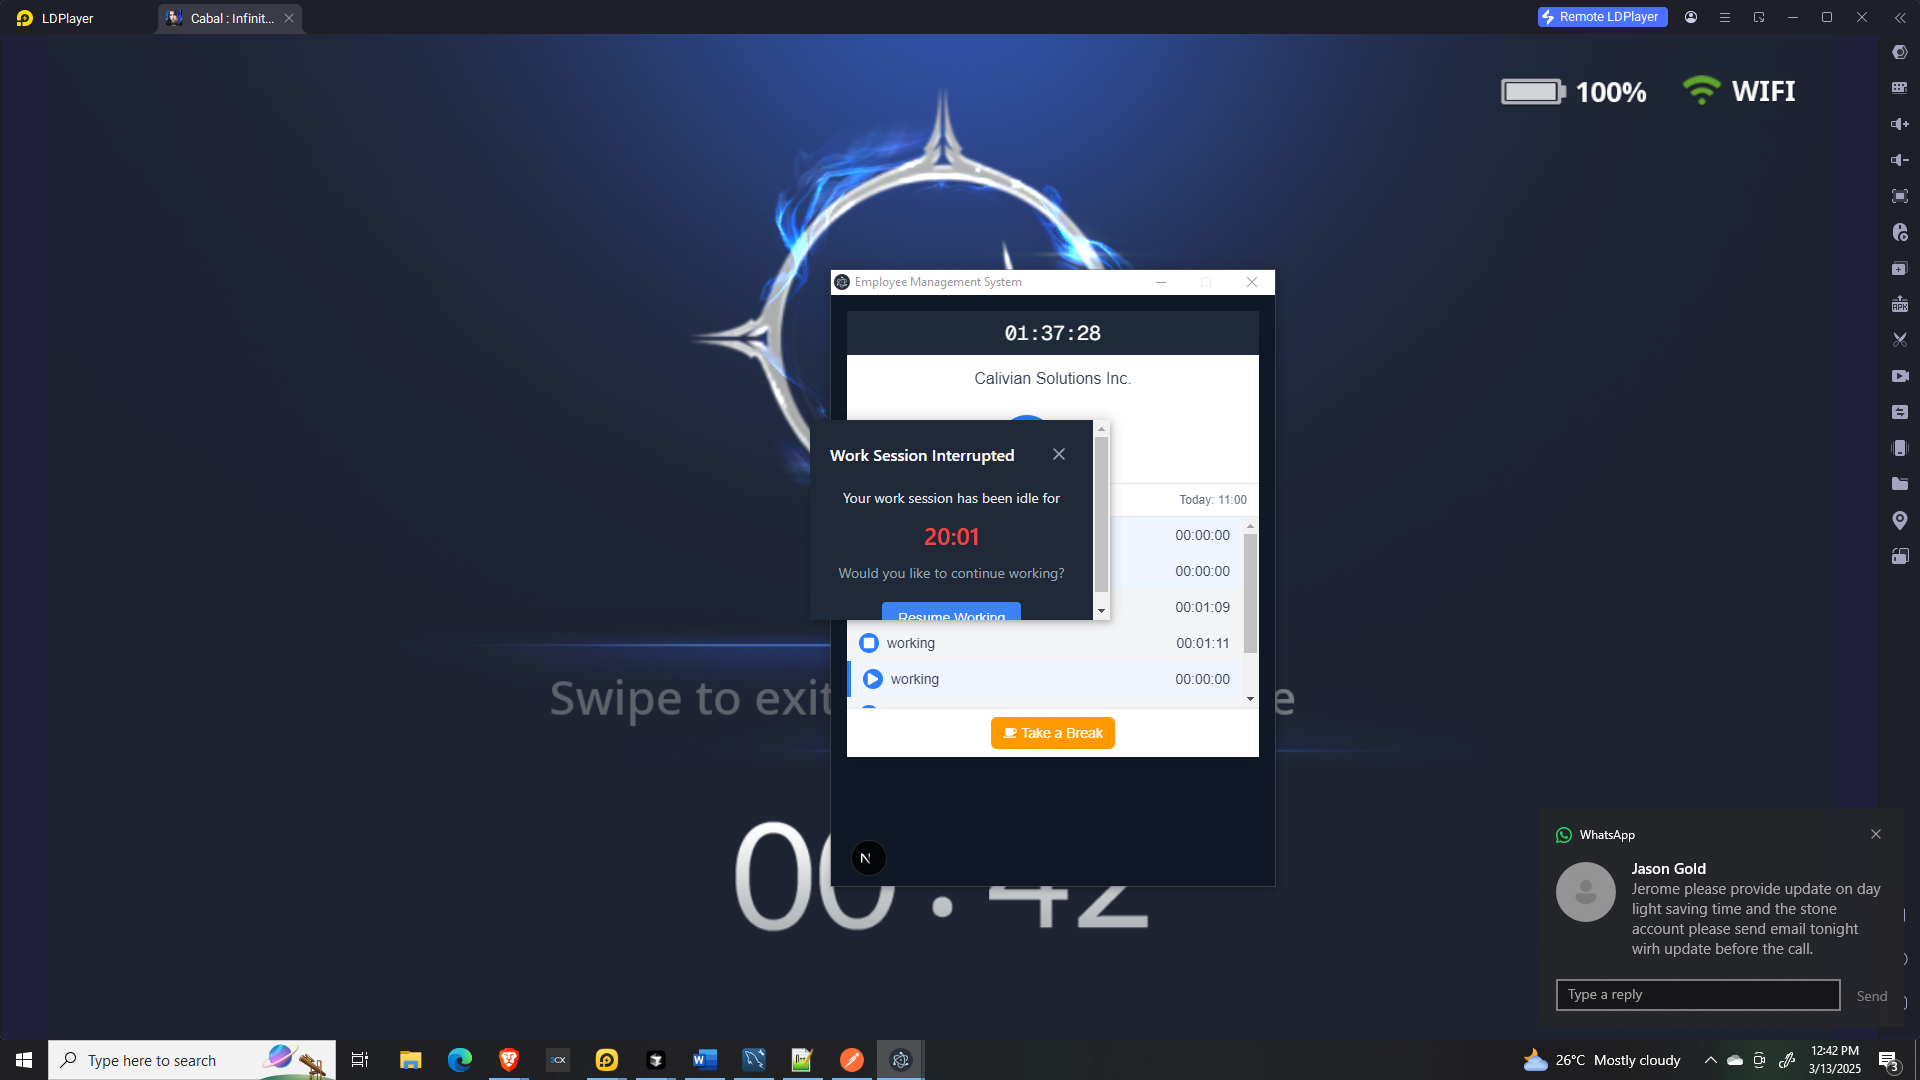 LDPlayer
Cabal : Infinit...
Remote LDPlayer
100%
WIFI
Employee Management System
01:37:28
Calivian Solutions Inc.
Work Session Interrupted
Your work session has been idle for
20:01
Would you like to continue working?
Resume Working
Today: 11:00
00:00:00
00:00:00
00:01:09
working 00:01:11
working 00:00:00
Take a Break
Swipe to exit
e
00:42
N
WhatsApp
Jason Gold
Jerome please provide update on day
light saving time and the stone
account please send email tonight
wirh update before the call.
Type a reply
Send
Type here to search
3CX
26°C Mostly cloudy
12:42 PM
3/13/2025
3